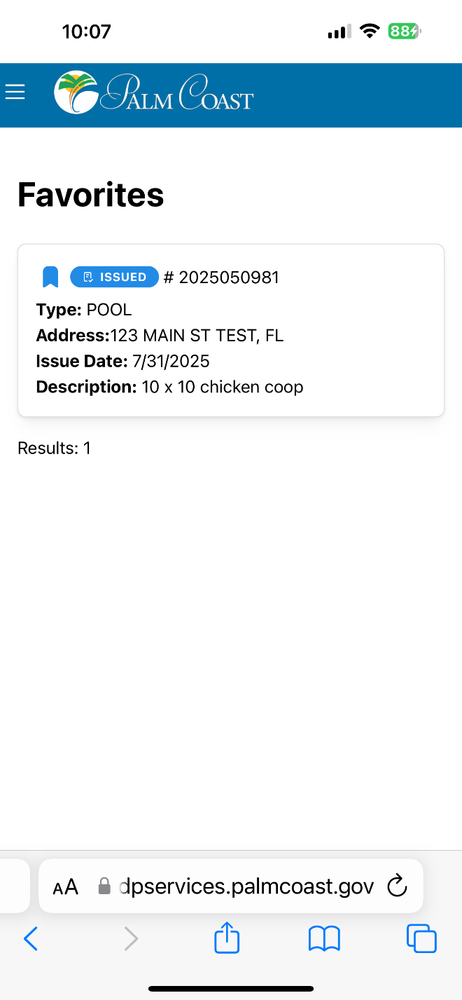 10:07
88
PALM COAST
Favorites
ISSUED # 2025050981
Type: POOL
Address:123 MAIN ST TEST, FL
Issue Date: 7/31/2025
Description: 10 x 10 chicken coop
Results: 1
AA dpservices.palmcoast.gov